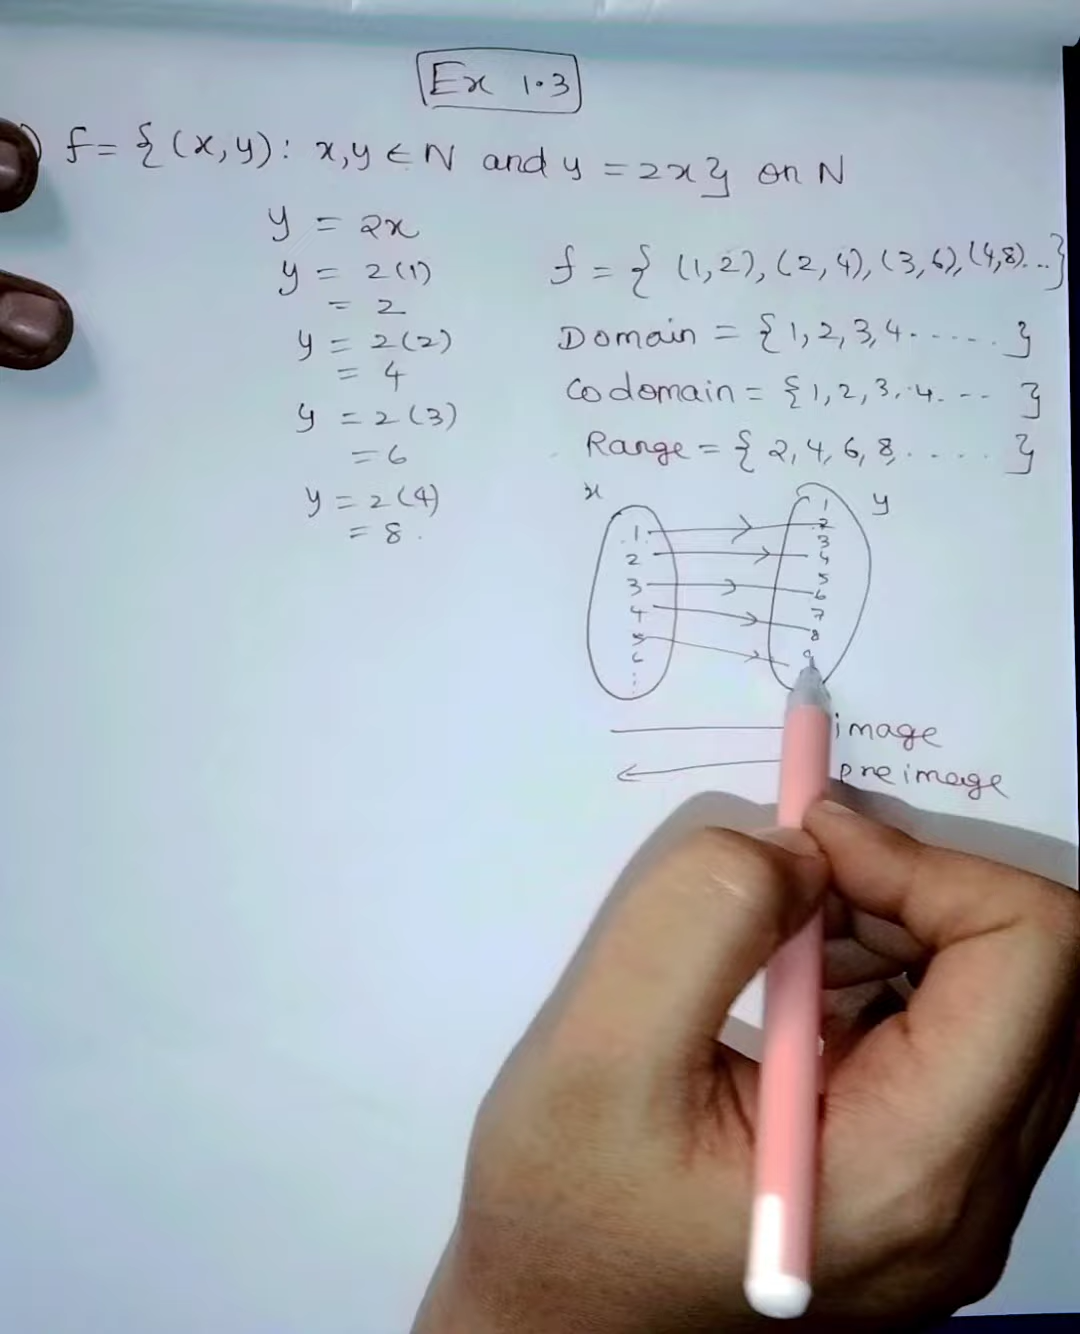 Ex 1.3
) f = { (x,y) : x,y ∈ N and y = 2x } on N
y = 2x
y = 2(1)
= 2
y = 2(2)
= 4
y = 2(3)
= 6
y = 2(4)
= 8 .
f = { (1,2), (2,4), (3,6), (4,8)... }
Domain = { 1, 2, 3, 4 ...... }
Codomain = { 1, 2, 3, 4. -- }
Range = { 2, 4, 6, 8, .... }
x y
1
2
3
4
5
6
⋮
1
2
3
4
5
6
7
8
9
image
preimage